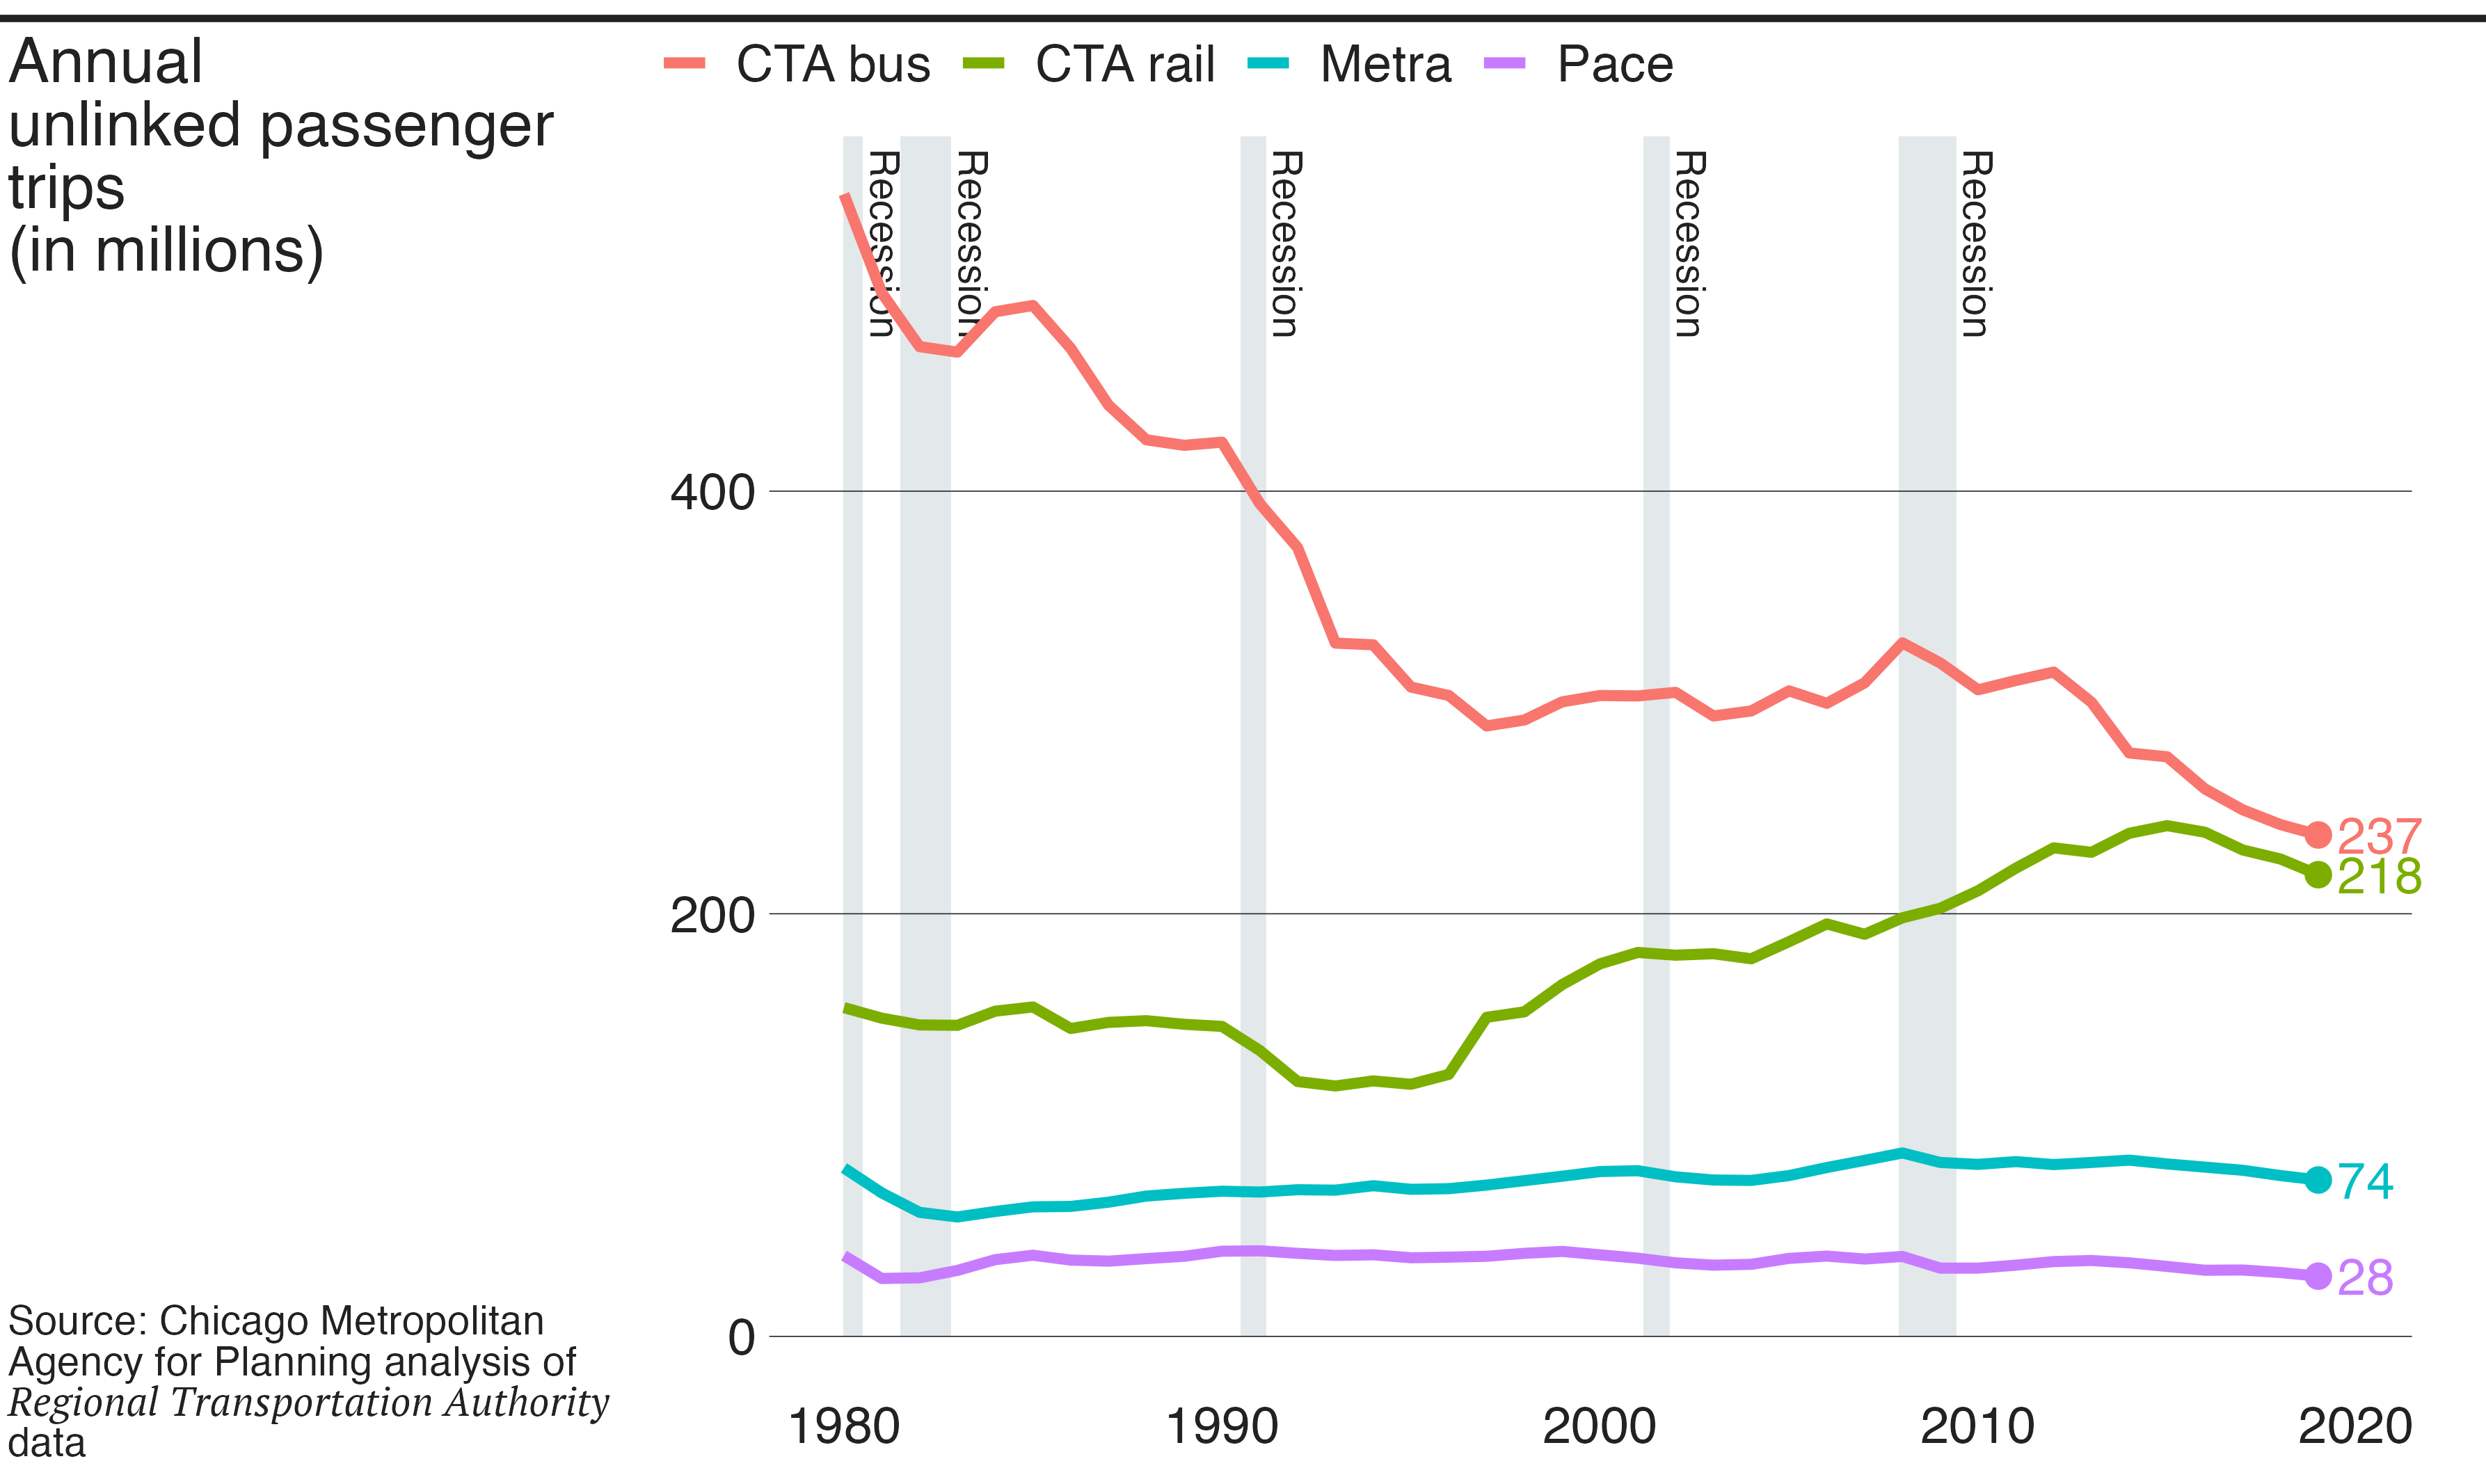 Annual
unlinked passenger
trips
(in millions)
CTA bus CTA rail Metra Pace
Recession Recession Recession Recession Recession
400
200
0
237
218
74
28
1980 1990 2000 2010 2020
Source: Chicago Metropolitan
Agency for Planning analysis of
Regional Transportation Authority
data